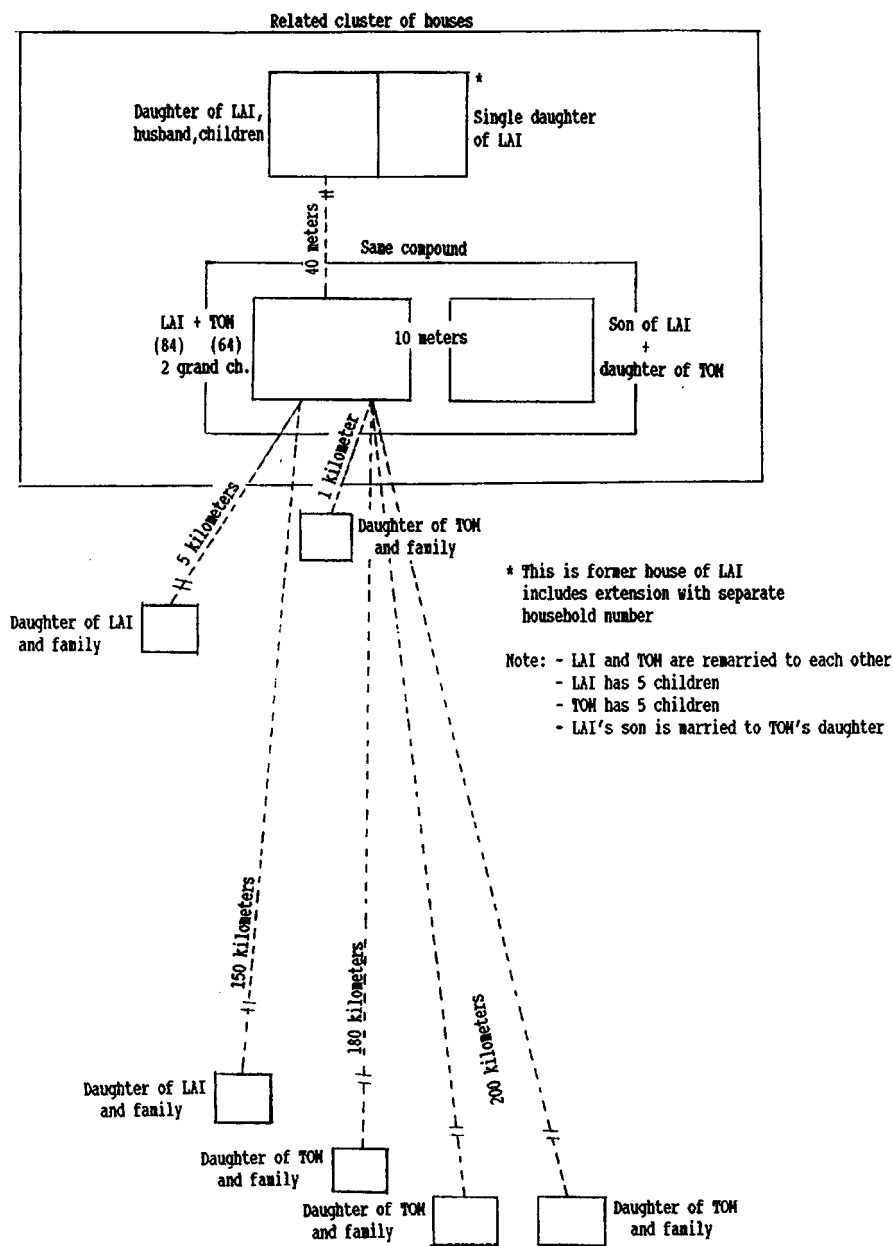 Related cluster of houses
*
Daughter of LAI,
husband,children
Single daughter
of LAI
40 meters
Same compound
LAI + TOM
(84) (64)
2 grand ch.
10 meters
Son of LAI
+
daughter of TOM
5 kilometers
1 kilometer
Daughter of TOM
and family
Daughter of LAI
and family
* This is former house of LAI
includes extension with separate
household number
Note: - LAI and TOM are remarried to each other
- LAI has 5 children
- TOM has 5 children
- LAI's son is married to TOM's daughter
150 kilometers
180 kilometers
200 kilometers
Daughter of LAI
and family
Daughter of TOM
and family
Daughter of TOM
and family
Daughter of TOM
and family